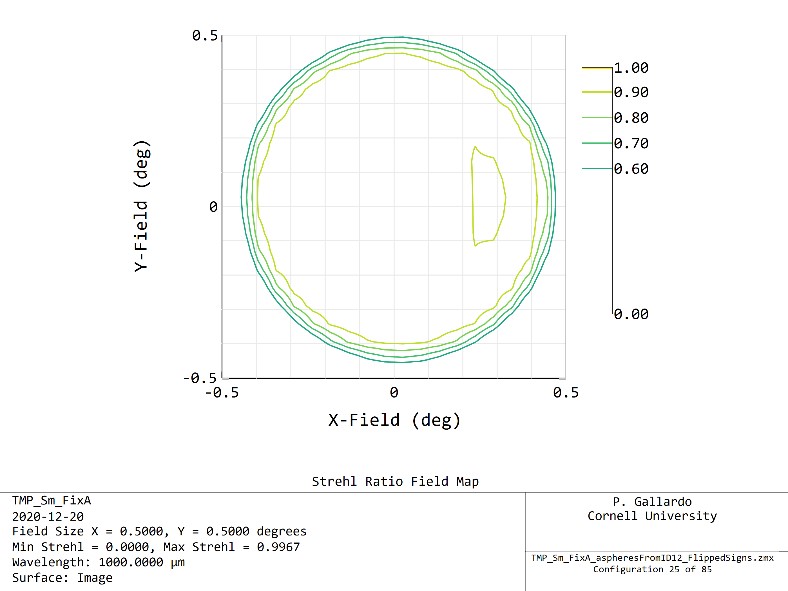 0.5
0
-0.5
-0.5
0
0.5
Y-Field (deg)
X-Field (deg)
1.00
0.90
0.80
0.70
0.60
0.00
Strehl Ratio Field Map
TMP_Sm_FixA
2020-12-20
Field Size X = 0.5000, Y = 0.5000 degrees
Min Strehl = 0.0000, Max Strehl = 0.9967
Wavelength: 1000.0000 µm
Surface: Image
P. Gallardo
Cornell University
TMP_Sm_FixA_aspheresFromID12_FlippedSigns.zmx
Configuration 25 of 85